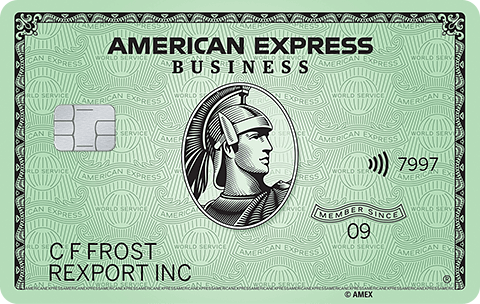 AMERICAN EXPRESS
BUSINESS
7997
MEMBER SINCE
09
C F FROST
REXPORT INC
®
© AMEX